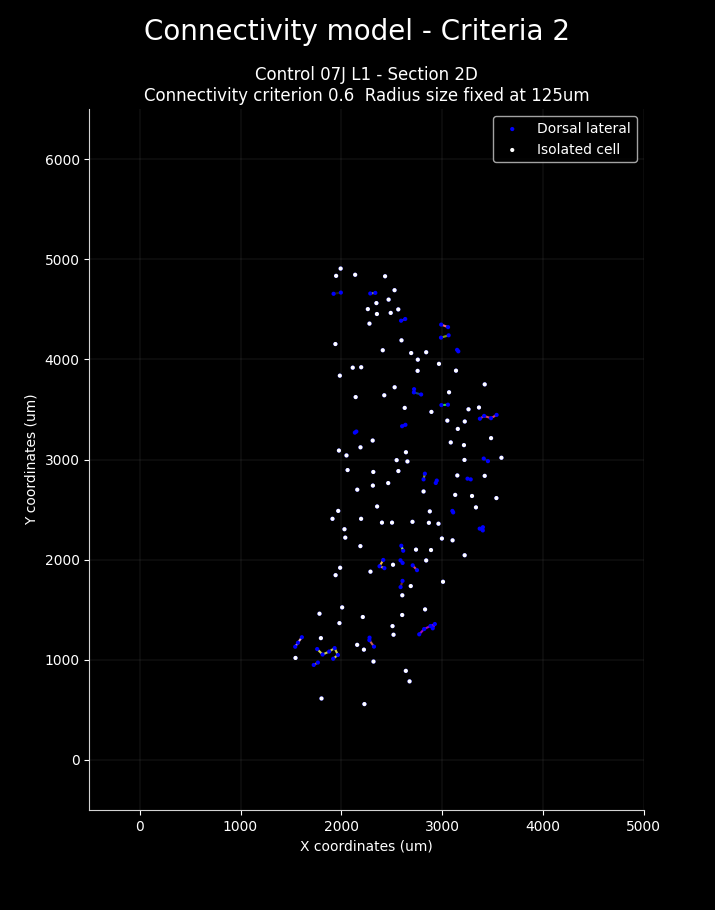 Connectivity model - Criteria 2
Control 07J L1 - Section 2D
Connectivity criterion 0.6  Radius size fixed at 125um
Dorsal lateral
Isolated cell
6000
5000
4000
3000
2000
1000
0
Y coordinates (um)
0 1000 2000 3000 4000 5000
X coordinates (um)